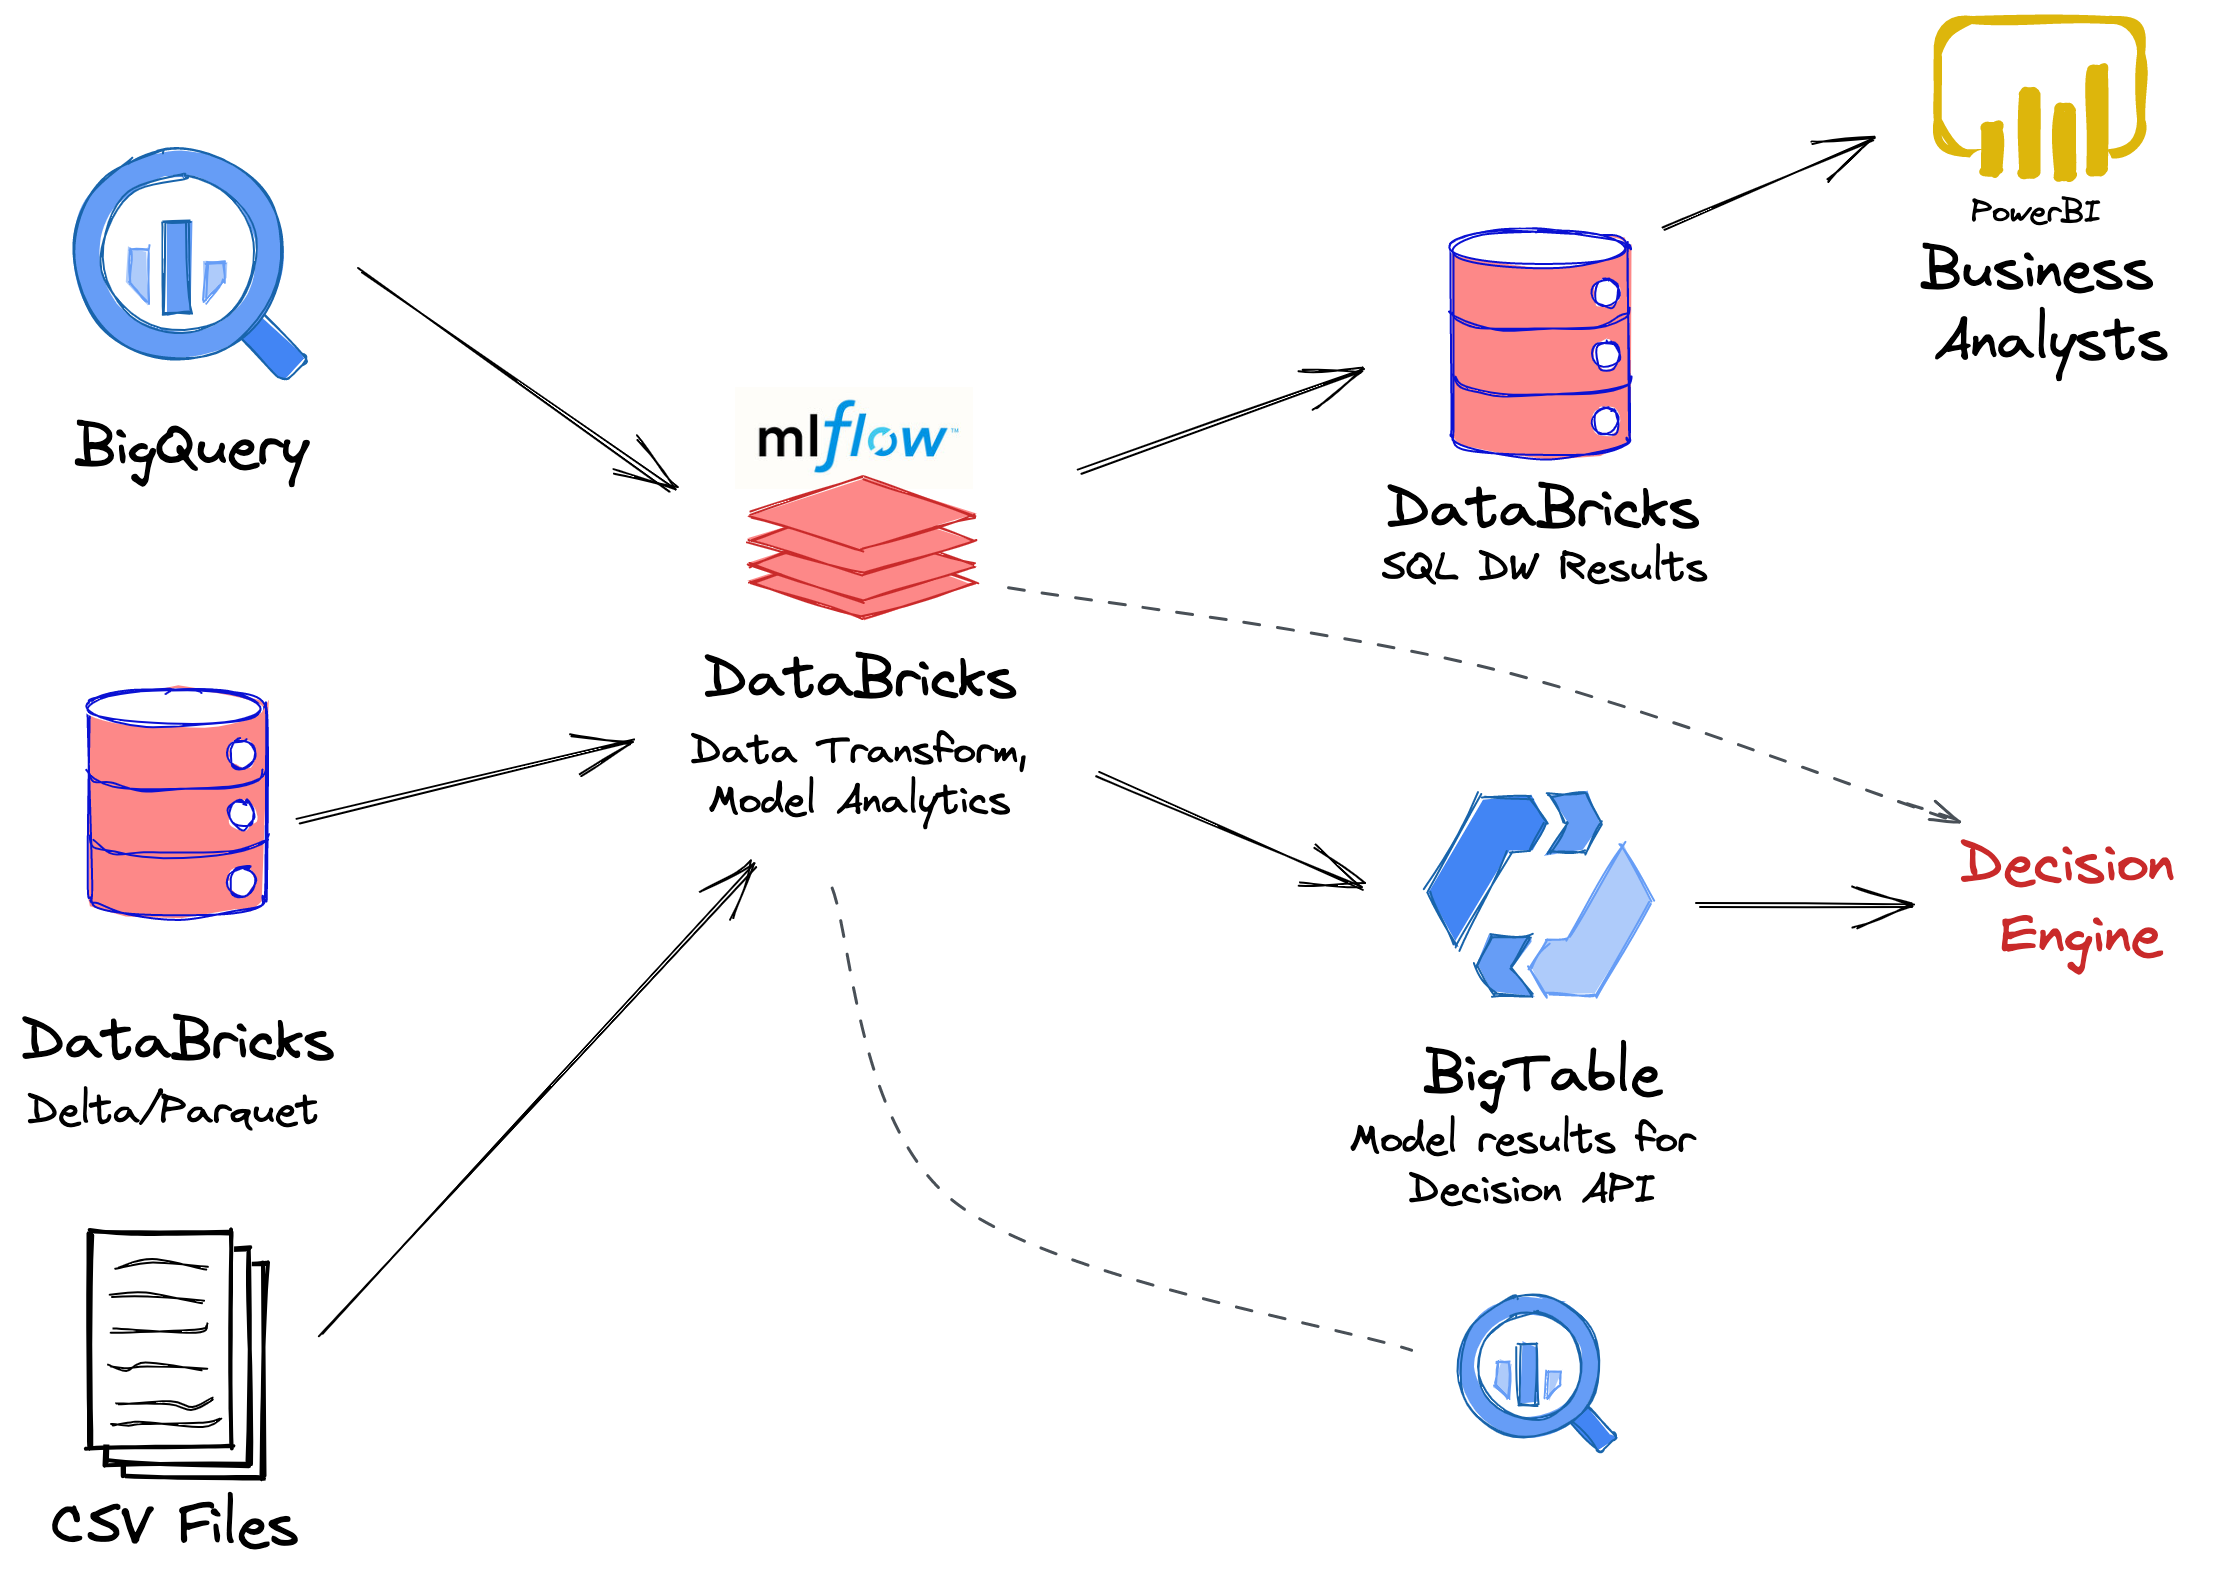 BigQuery
DataBricks
Delta/Parquet
CSV Files
mlflow™
DataBricks
Data Transform,
Model Analytics
DataBricks
SQL DW Results
BigTable
Model results for
Decision API
PowerBI
Business
Analysts
Decision
Engine